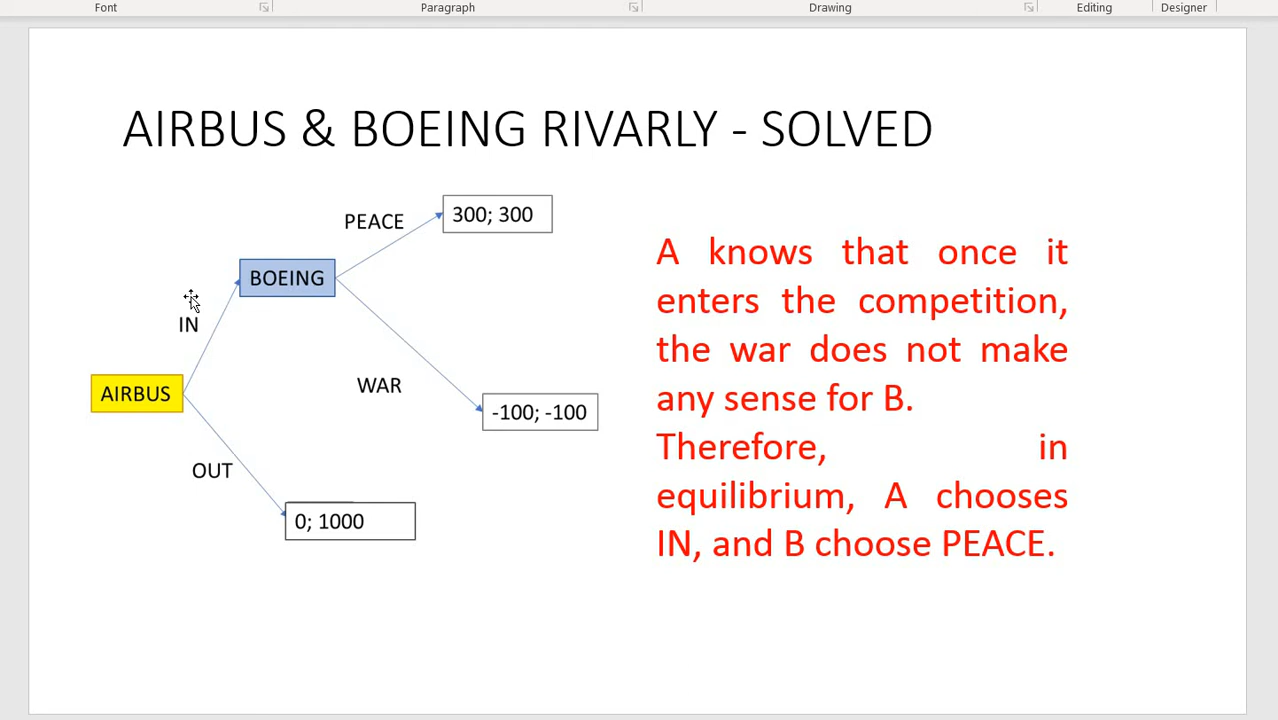 Font Paragraph Drawing Editing Designer
AIRBUS & BOEING RIVARLY - SOLVED
PEACE
300; 300
BOEING
IN
AIRBUS
WAR
-100; -100
OUT
0; 1000
A knows that once it
enters the competition,
the war does not make
any sense for B.
Therefore, in
equilibrium, A chooses
IN, and B choose PEACE.